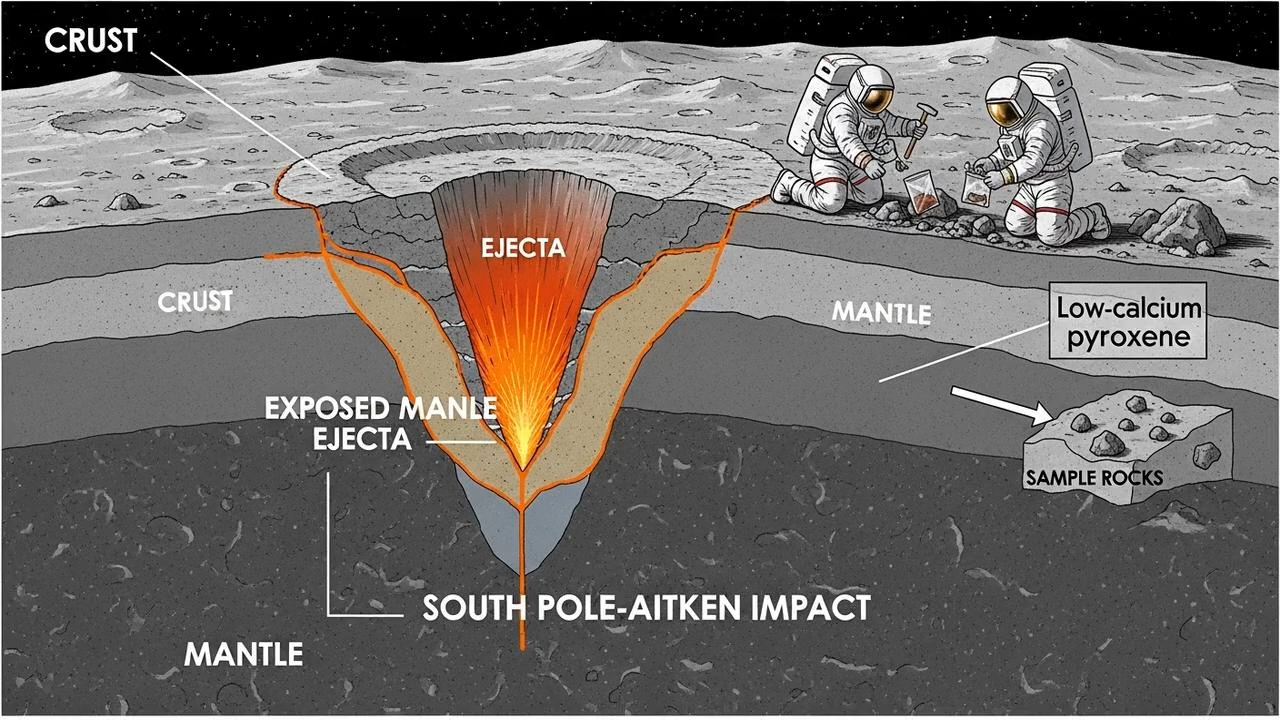 CRUST
EJECTA
CRUST
MANTLE
Low-calcium
pyroxene
EXPOSED MANLE
EJECTA
SAMPLE ROCKS
SOUTH POLE-AITKEN IMPACT
MANTLE